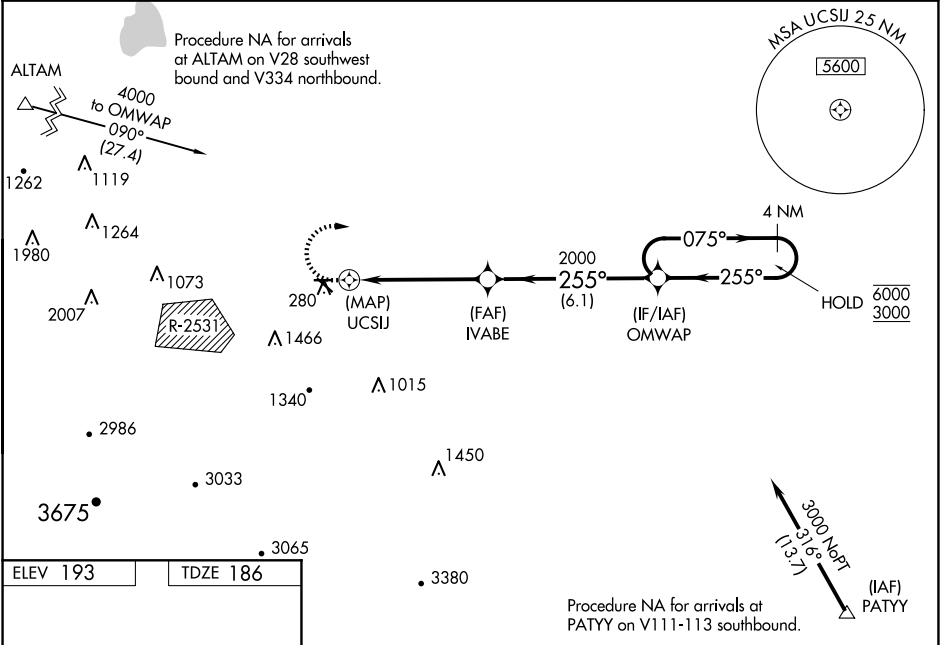 Procedure NA for arrivals
at ALTAM on V28 southwest
bound and V334 northbound.
MSA UCSIJ 25 NM
5600
ALTAM
4000
to OMWAP
090°
(27.4)
1262
1119
1264
1980
1073
2007
R-2531
280
1466
(MAP)
UCSIJ
(FAF)
IVABE
2000
255°
(6.1)
(IF/IAF)
OMWAP
075°
255°
4 NM
HOLD
6000
3000
1340
1015
2986
1450
3033
3675
3065
3380
3000 NoPT
316°
(13.7)
(IAF)
PATYY
Procedure NA for arrivals at
PATYY on V111-113 southbound.
ELEV 193
TDZE 186